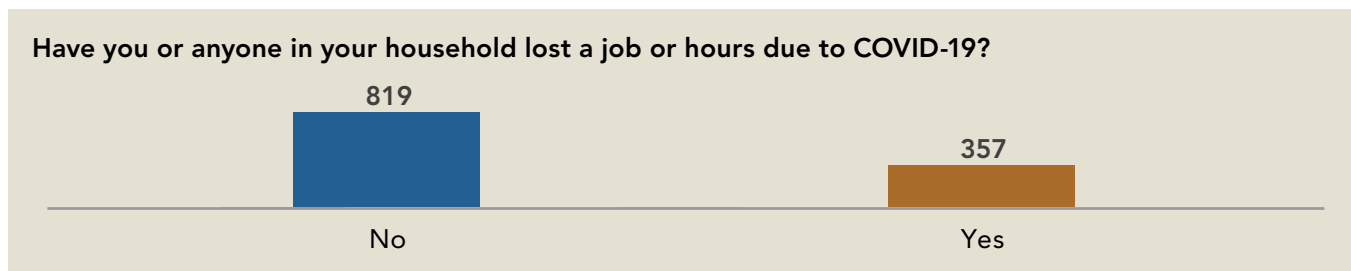 Have you or anyone in your household lost a job or hours due to COVID-19?
819
357
No
Yes